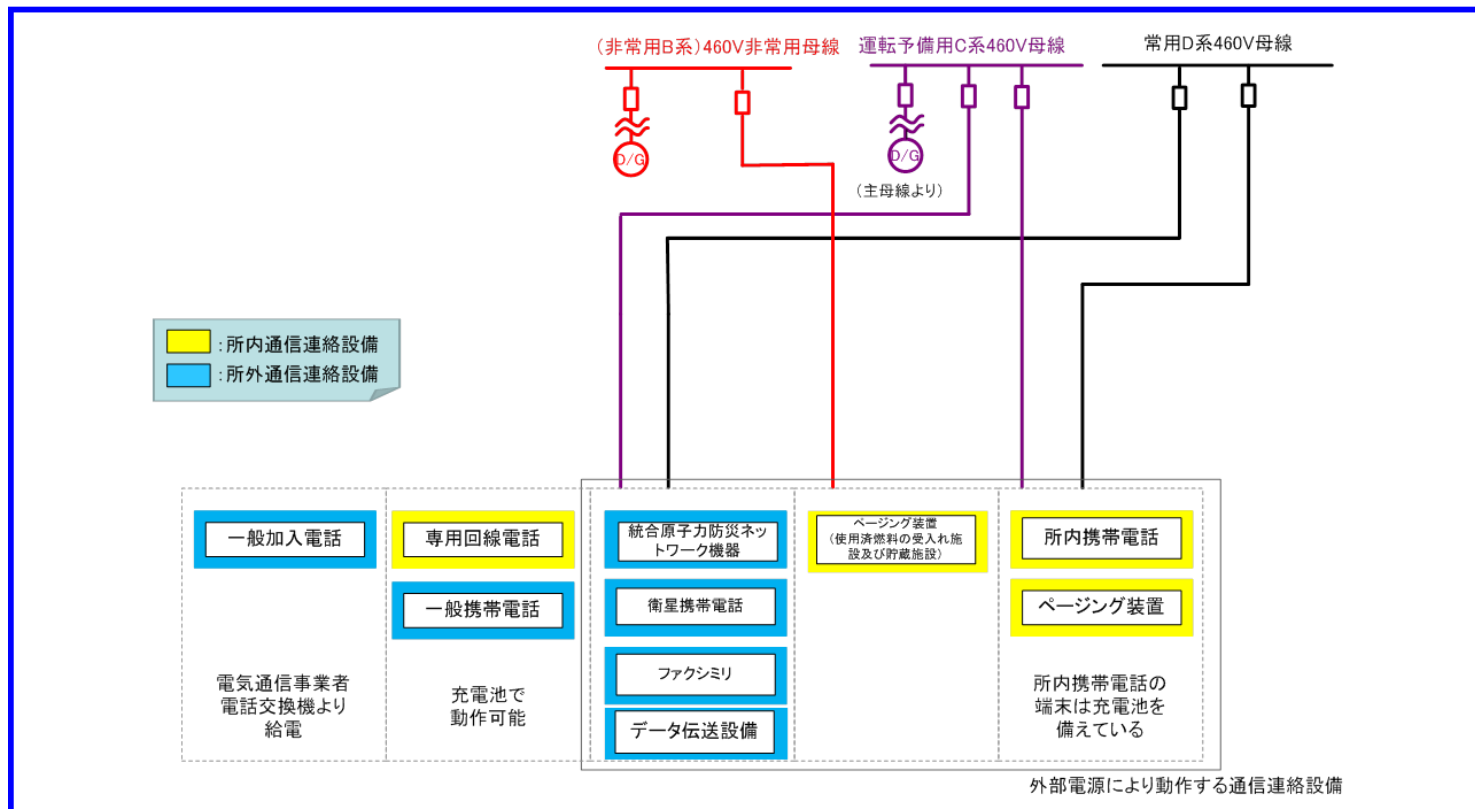 (非常用B系)460V非常用母線
運転予備用C系460V母線
常用D系460V母線
D/G
D/G
(主母線より)
:所内通信連絡設備
:所外通信連絡設備
一般加入電話
電気通信事業者
電話交換機より
給電
専用回線電話
一般携帯電話
充電池で
動作可能
統合原子力防災ネッ
トワーク機器
衛星携帯電話
ファクシミリ
データ伝送設備
ページング装置
(使用済燃料の受入れ施
設及び貯蔵施設)
所内携帯電話
ページング装置
所内携帯電話の
端末は充電池を
備えている
外部電源により動作する通信連絡設備